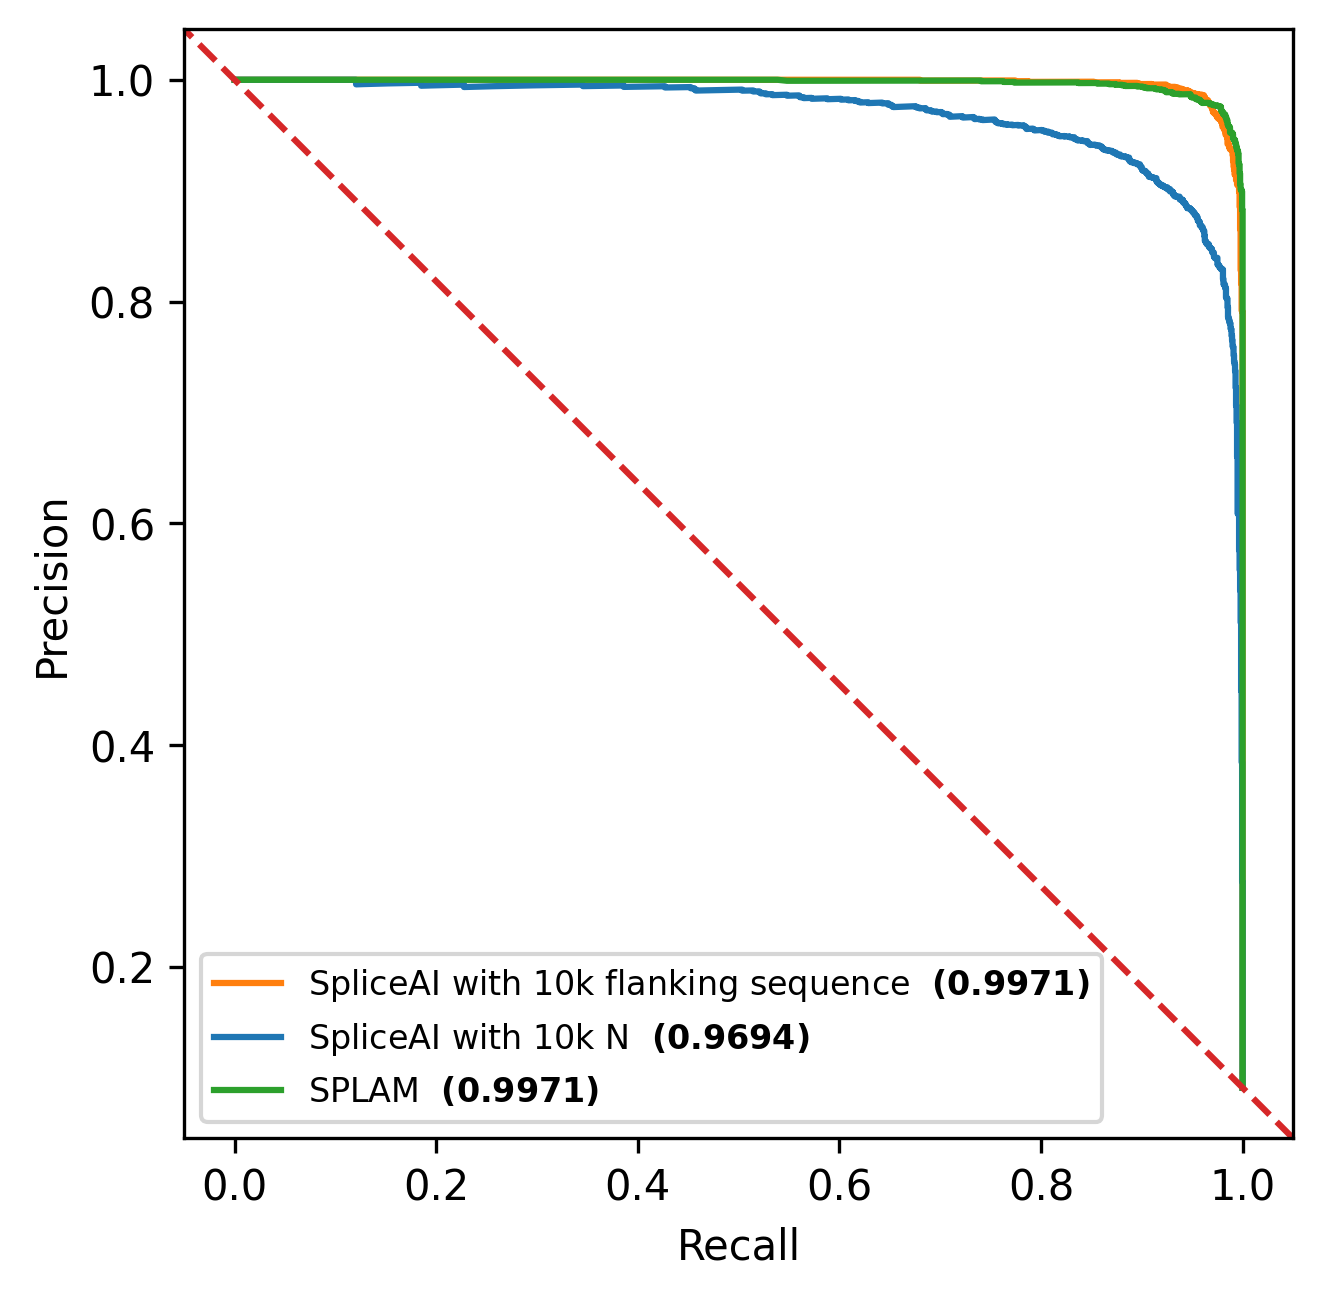 1.0
0.8
0.6
0.4
0.2
Precision
SpliceAI with 10k flanking sequence (0.9971)
SpliceAI with 10k N (0.9694)
SPLAM (0.9971)
0.0 0.2 0.4 0.6 0.8 1.0
Recall